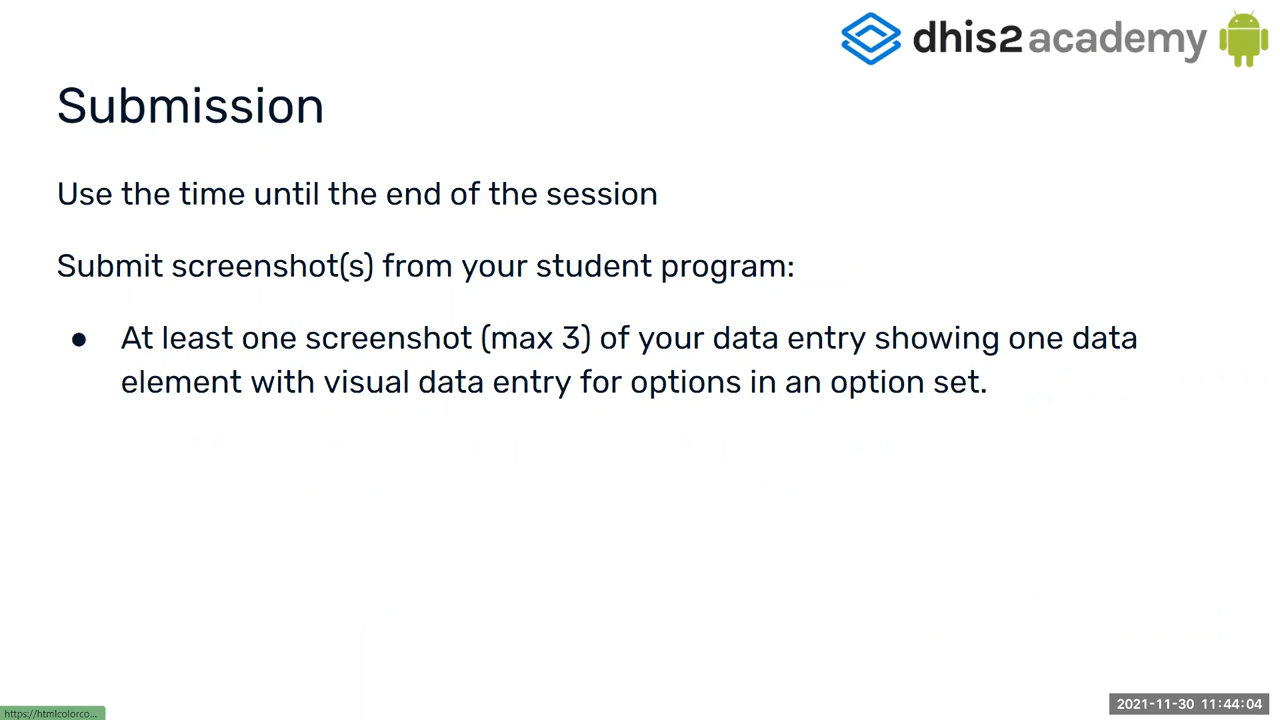 dhis2 academy
Submission
Use the time until the end of the session
Submit screenshot(s) from your student program:
● At least one screenshot (max 3) of your data entry showing one data
element with visual data entry for options in an option set.
https://htmlcolorco...
2021-11-30 11:44:04